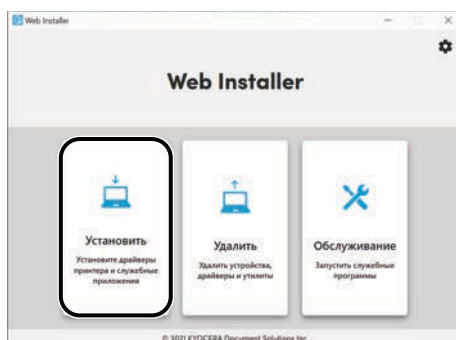 Web Installer
Web Installer
Установить
Установите драйверы
принтера и служебные
приложения
Удалить
Удалить устройства,
драйверы и утилиты
Обслуживание
Запустить служебные
программы
© 2021 KYOCERA Document Solutions Inc.